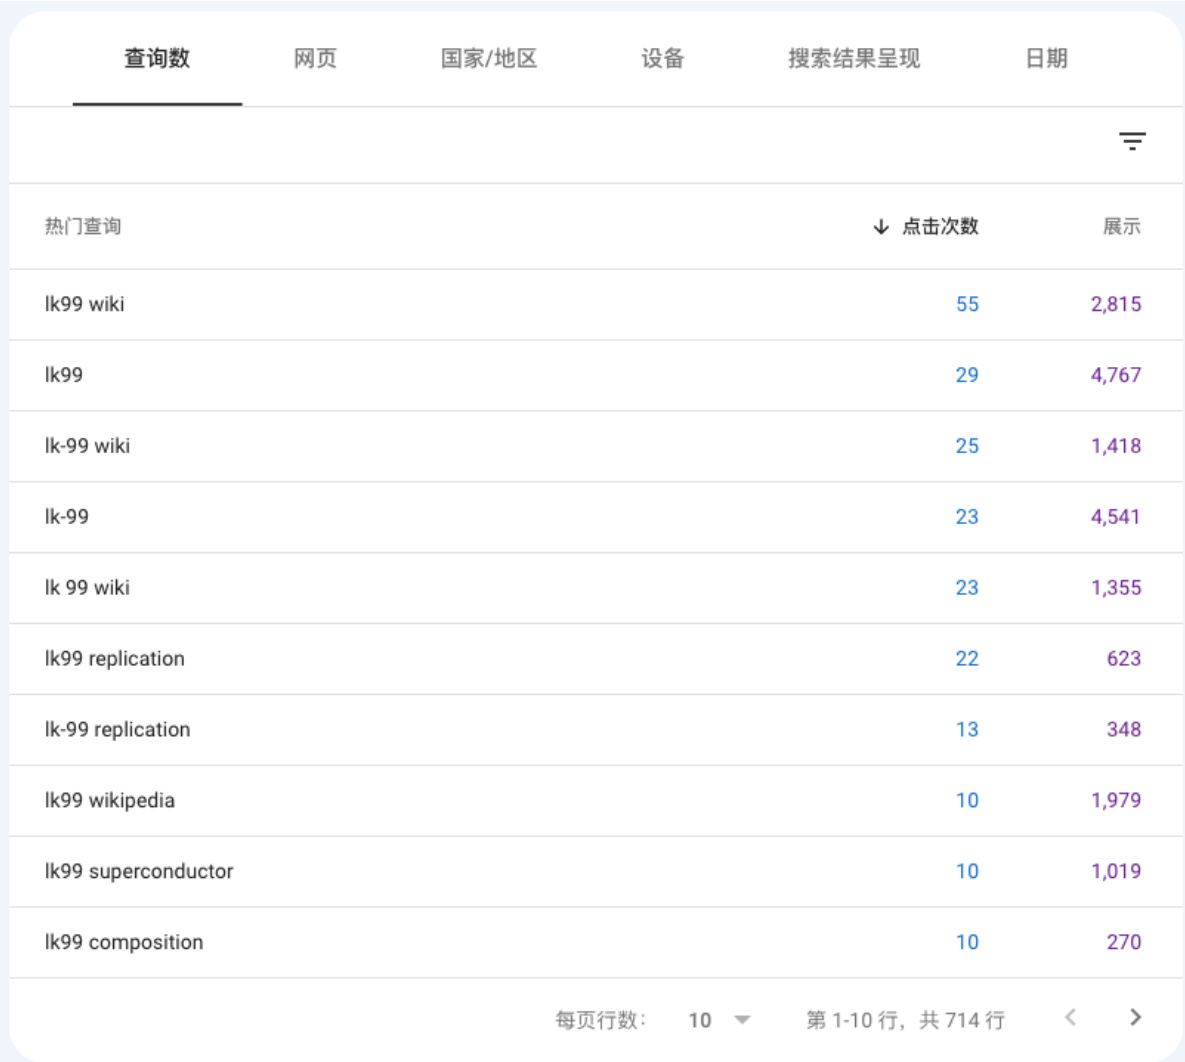 查询数 网页 国家/地区 设备 搜索结果呈现 日期
热门查询 ↓ 点击次数 展示
lk99 wiki 55 2,815
lk99 29 4,767
lk-99 wiki 25 1,418
lk-99 23 4,541
lk 99 wiki 23 1,355
lk99 replication 22 623
lk-99 replication 13 348
lk99 wikipedia 10 1,979
lk99 superconductor 10 1,019
lk99 composition 10 270
每页行数： 10 第 1-10 行，共 714 行